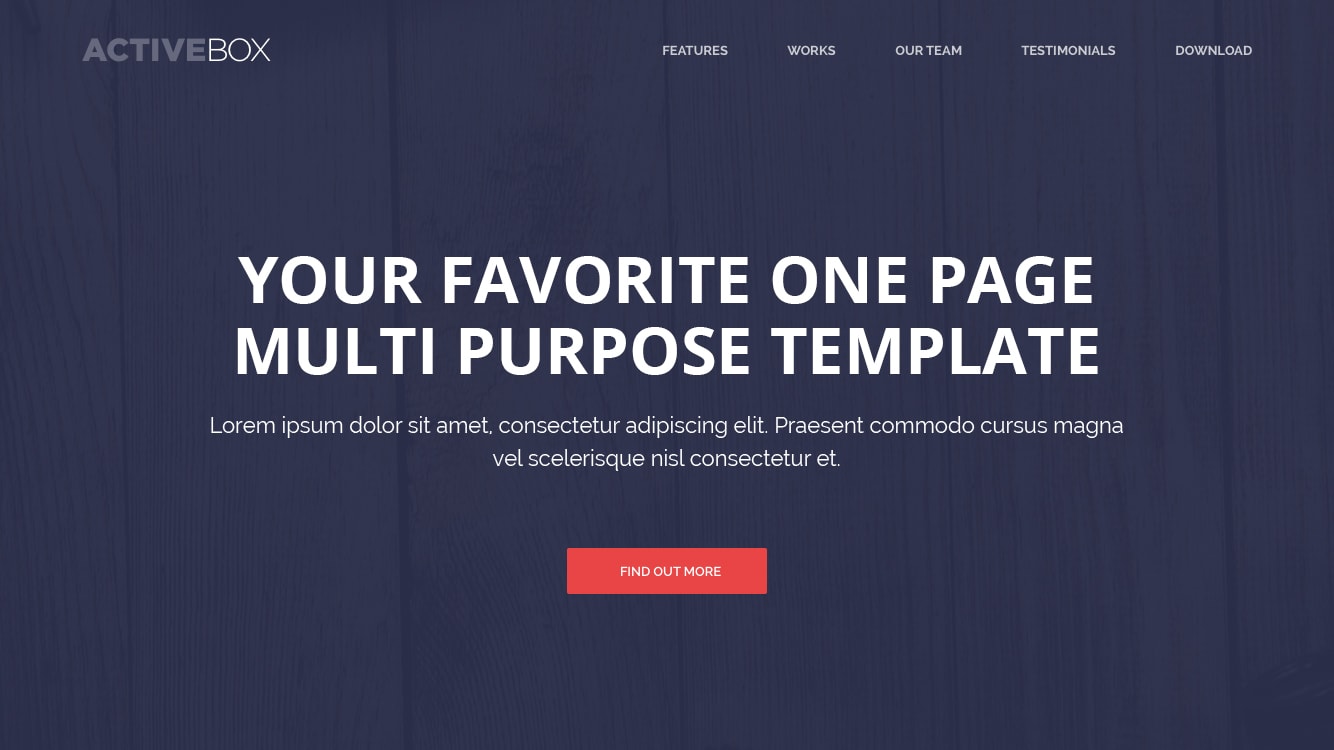 ACTIVEBOX
FEATURES WORKS OUR TEAM TESTIMONIALS DOWNLOAD
YOUR FAVORITE ONE PAGE
MULTI PURPOSE TEMPLATE
Lorem ipsum dolor sit amet, consectetur adipiscing elit. Praesent commodo cursus magna
vel scelerisque nisl consectetur et.
FIND OUT MORE